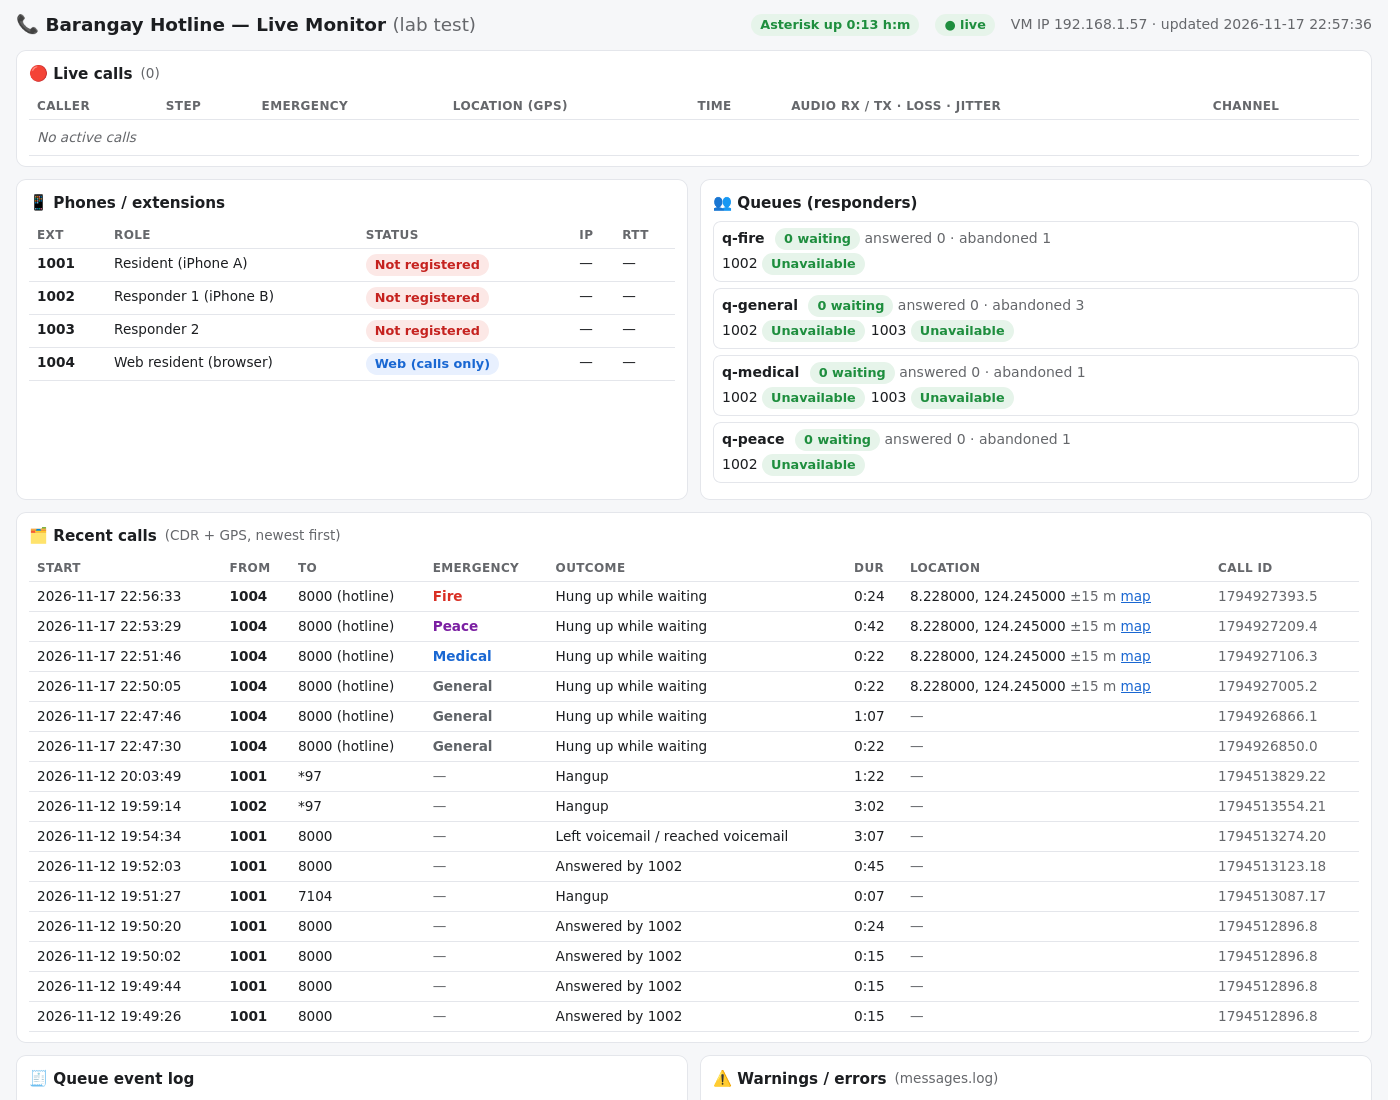 📞 Barangay Hotline — Live Monitor (lab test) Asterisk up 0:13 h:m ● live VM IP 192.168.1.57 · updated 2026-11-17 22:57:36
🔴 Live calls (0)
CALLER STEP EMERGENCY LOCATION (GPS) TIME AUDIO RX / TX · LOSS · JITTER CHANNEL
No active calls
📱 Phones / extensions
EXT ROLE STATUS IP RTT
1001 Resident (iPhone A) Not registered — —
1002 Responder 1 (iPhone B) Not registered — —
1003 Responder 2 Not registered — —
1004 Web resident (browser) Web (calls only) — —
👥 Queues (responders)
q-fire 0 waiting answered 0 · abandoned 1
1002 Unavailable
q-general 0 waiting answered 0 · abandoned 3
1002 Unavailable 1003 Unavailable
q-medical 0 waiting answered 0 · abandoned 1
1002 Unavailable 1003 Unavailable
q-peace 0 waiting answered 0 · abandoned 1
1002 Unavailable
🗂️ Recent calls (CDR + GPS, newest first)
START FROM TO EMERGENCY OUTCOME DUR LOCATION CALL ID
2026-11-17 22:56:33 1004 8000 (hotline) Fire Hung up while waiting 0:24 8.228000, 124.245000 ±15 m map 1794927393.5
2026-11-17 22:53:29 1004 8000 (hotline) Peace Hung up while waiting 0:42 8.228000, 124.245000 ±15 m map 1794927209.4
2026-11-17 22:51:46 1004 8000 (hotline) Medical Hung up while waiting 0:22 8.228000, 124.245000 ±15 m map 1794927106.3
2026-11-17 22:50:05 1004 8000 (hotline) General Hung up while waiting 0:22 8.228000, 124.245000 ±15 m map 1794927005.2
2026-11-17 22:47:46 1004 8000 (hotline) General Hung up while waiting 1:07 — 1794926866.1
2026-11-17 22:47:30 1004 8000 (hotline) General Hung up while waiting 0:22 — 1794926850.0
2026-11-12 20:03:49 1001 *97 — Hangup 1:22 — 1794513829.22
2026-11-12 19:59:14 1002 *97 — Hangup 3:02 — 1794513554.21
2026-11-12 19:54:34 1001 8000 — Left voicemail / reached voicemail 3:07 — 1794513274.20
2026-11-12 19:52:03 1001 8000 — Answered by 1002 0:45 — 1794513123.18
2026-11-12 19:51:27 1001 7104 — Hangup 0:07 — 1794513087.17
2026-11-12 19:50:20 1001 8000 — Answered by 1002 0:24 — 1794512896.8
2026-11-12 19:50:02 1001 8000 — Answered by 1002 0:15 — 1794512896.8
2026-11-12 19:49:44 1001 8000 — Answered by 1002 0:15 — 1794512896.8
2026-11-12 19:49:26 1001 8000 — Answered by 1002 0:15 — 1794512896.8
🧾 Queue event log
⚠️ Warnings / errors (messages.log)